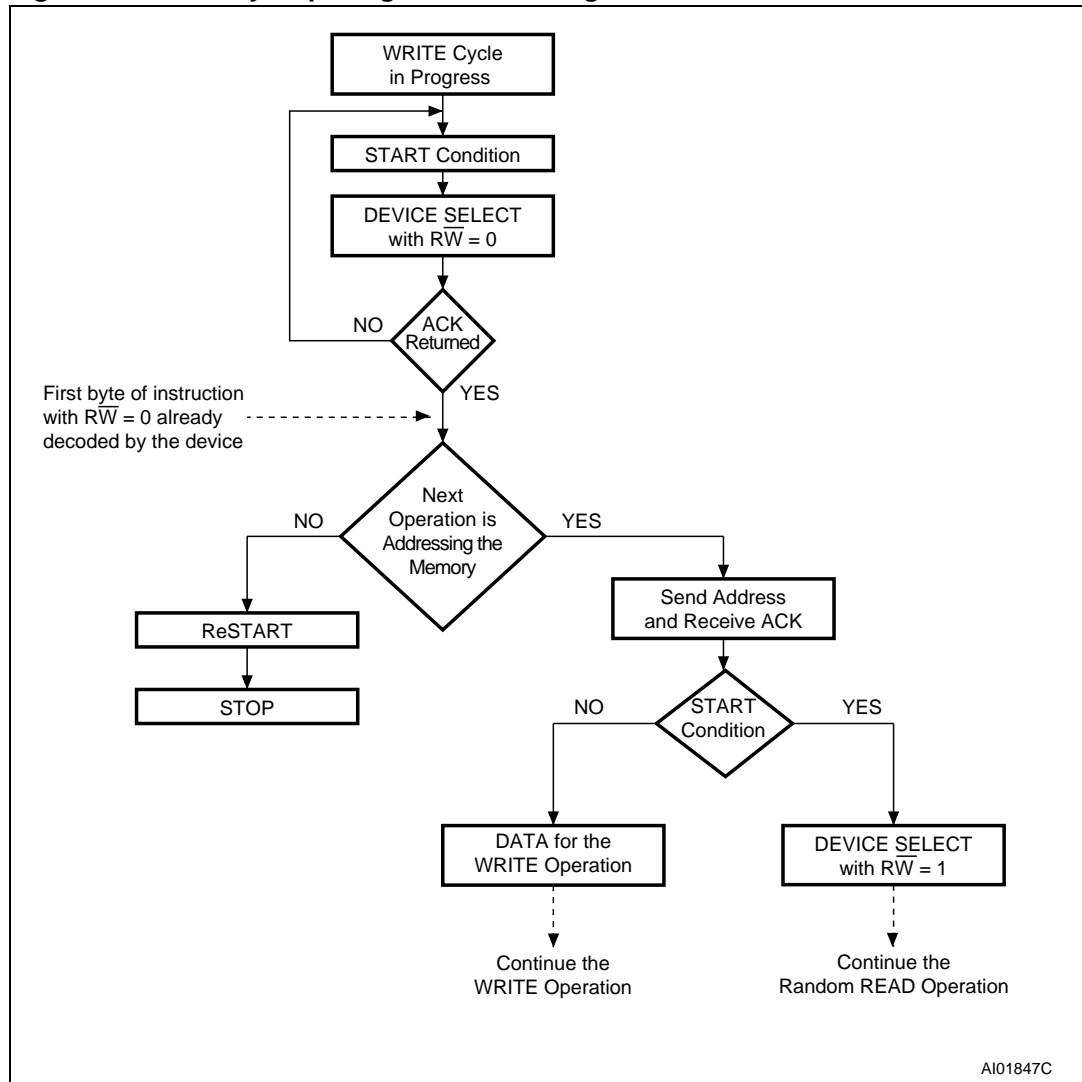 WRITE Cycle
in Progress
START Condition
DEVICE SELECT
with RW̅ = 0
ACK
Returned
NO
YES
First byte of instruction
with RW̅ = 0 already
decoded by the device
Next
Operation is
Addressing the
Memory
NO
YES
ReSTART
STOP
Send Address
and Receive ACK
START
Condition
NO
YES
DATA for the
WRITE Operation
DEVICE SELECT
with RW̅ = 1
Continue the
WRITE Operation
Continue the
Random READ Operation
AI01847C